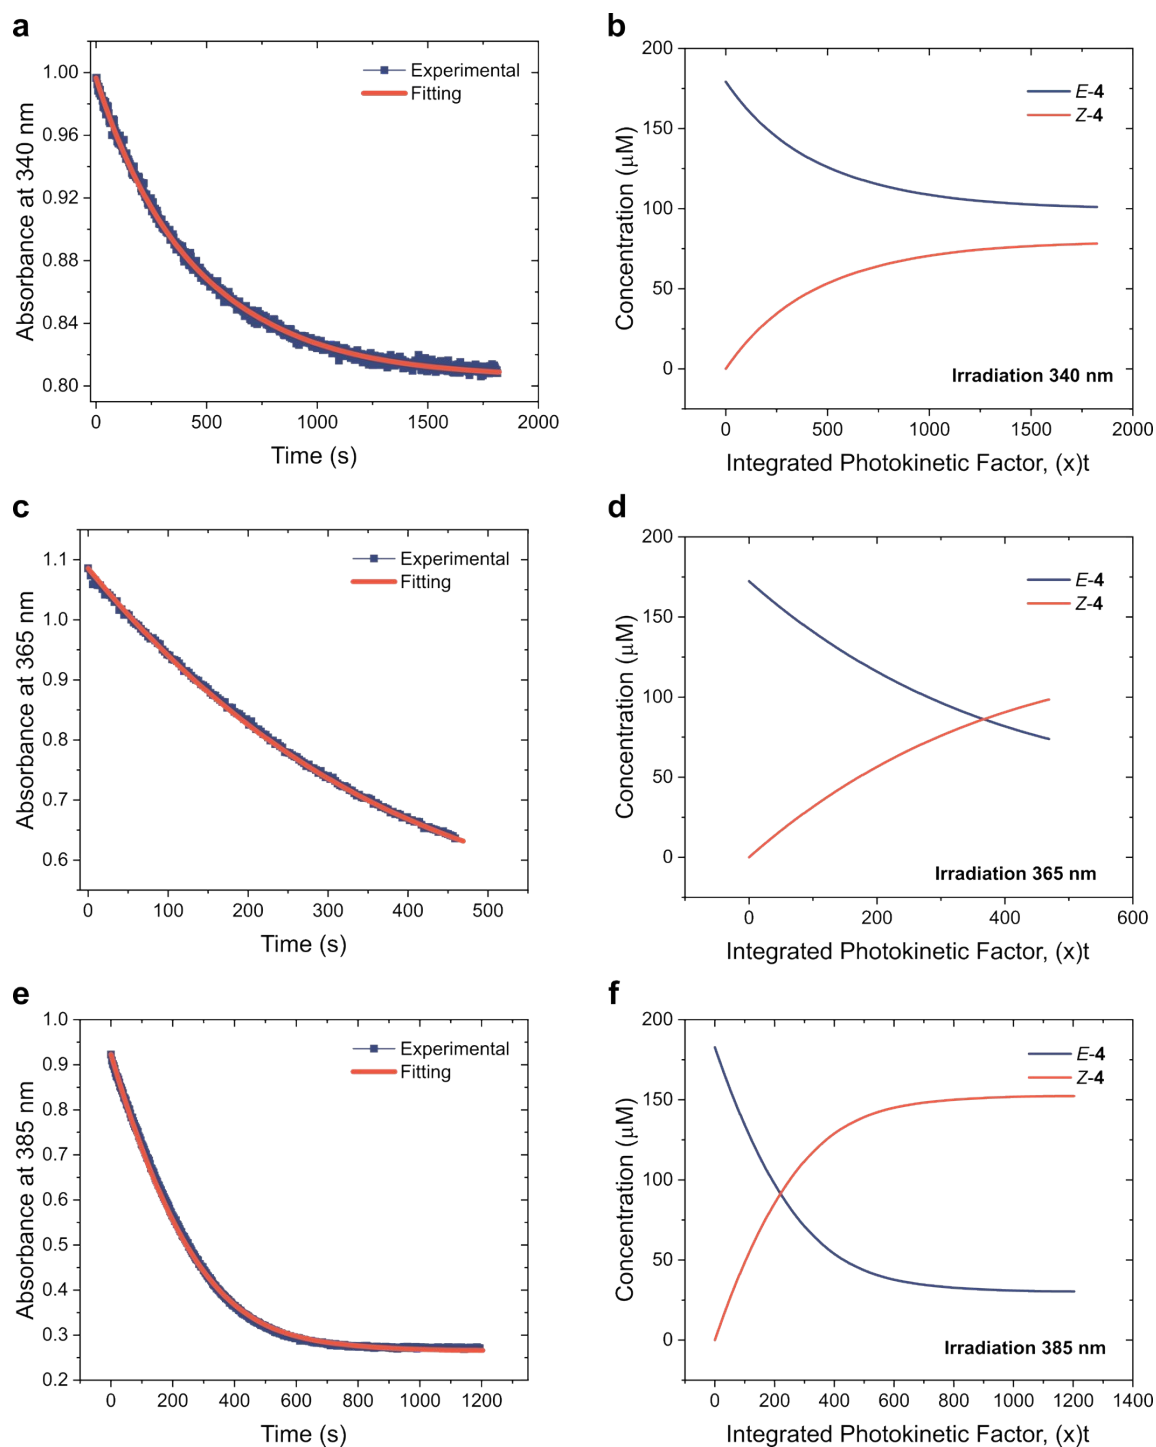 a
Absorbance at 340 nm
1.00
0.96
0.92
0.88
0.84
0.80
Experimental
Fitting
0
500
1000
1500
2000
Time (s)
b
Concentration (μM)
200
150
100
50
0
E-4
Z-4
Irradiation 340 nm
0
500
1000
1500
2000
Integrated Photokinetic Factor, (x)t
c
Absorbance at 365 nm
1.1
1.0
0.9
0.8
0.7
0.6
Experimental
Fitting
0
100
200
300
400
500
Time (s)
d
Concentration (μM)
200
150
100
50
0
E-4
Z-4
Irradiation 365 nm
0
200
400
600
Integrated Photokinetic Factor, (x)t
e
Absorbance at 385 nm
1.0
0.9
0.8
0.7
0.6
0.5
0.4
0.3
0.2
Experimental
Fitting
0
200
400
600
800
1000
1200
Time (s)
f
Concentration (μM)
200
150
100
50
0
E-4
Z-4
Irradiation 385 nm
0
200
400
600
800
1000
1200
1400
Integrated Photokinetic Factor, (x)t